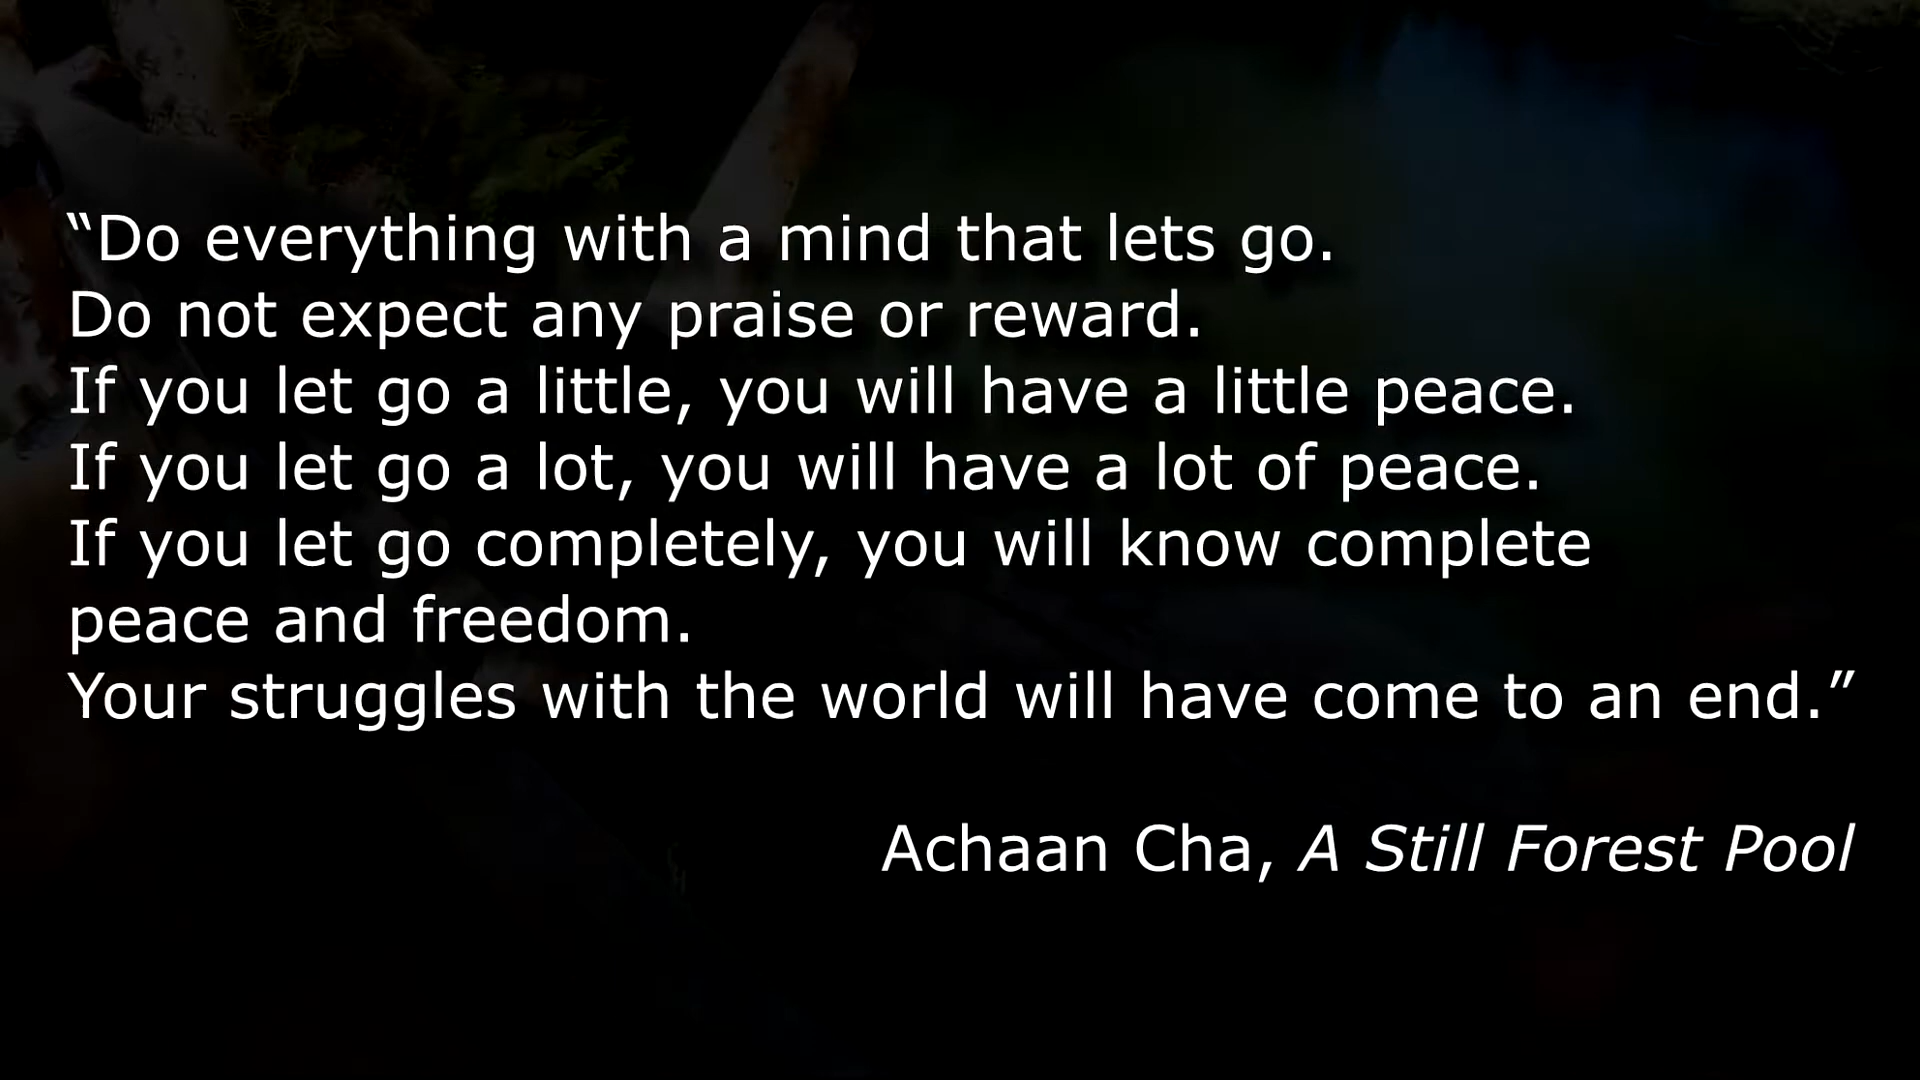 “Do everything with a mind that lets go.
Do not expect any praise or reward.
If you let go a little, you will have a little peace.
If you let go a lot, you will have a lot of peace.
If you let go completely, you will know complete
peace and freedom.
Your struggles with the world will have come to an end.”
Achaan Cha, A Still Forest Pool